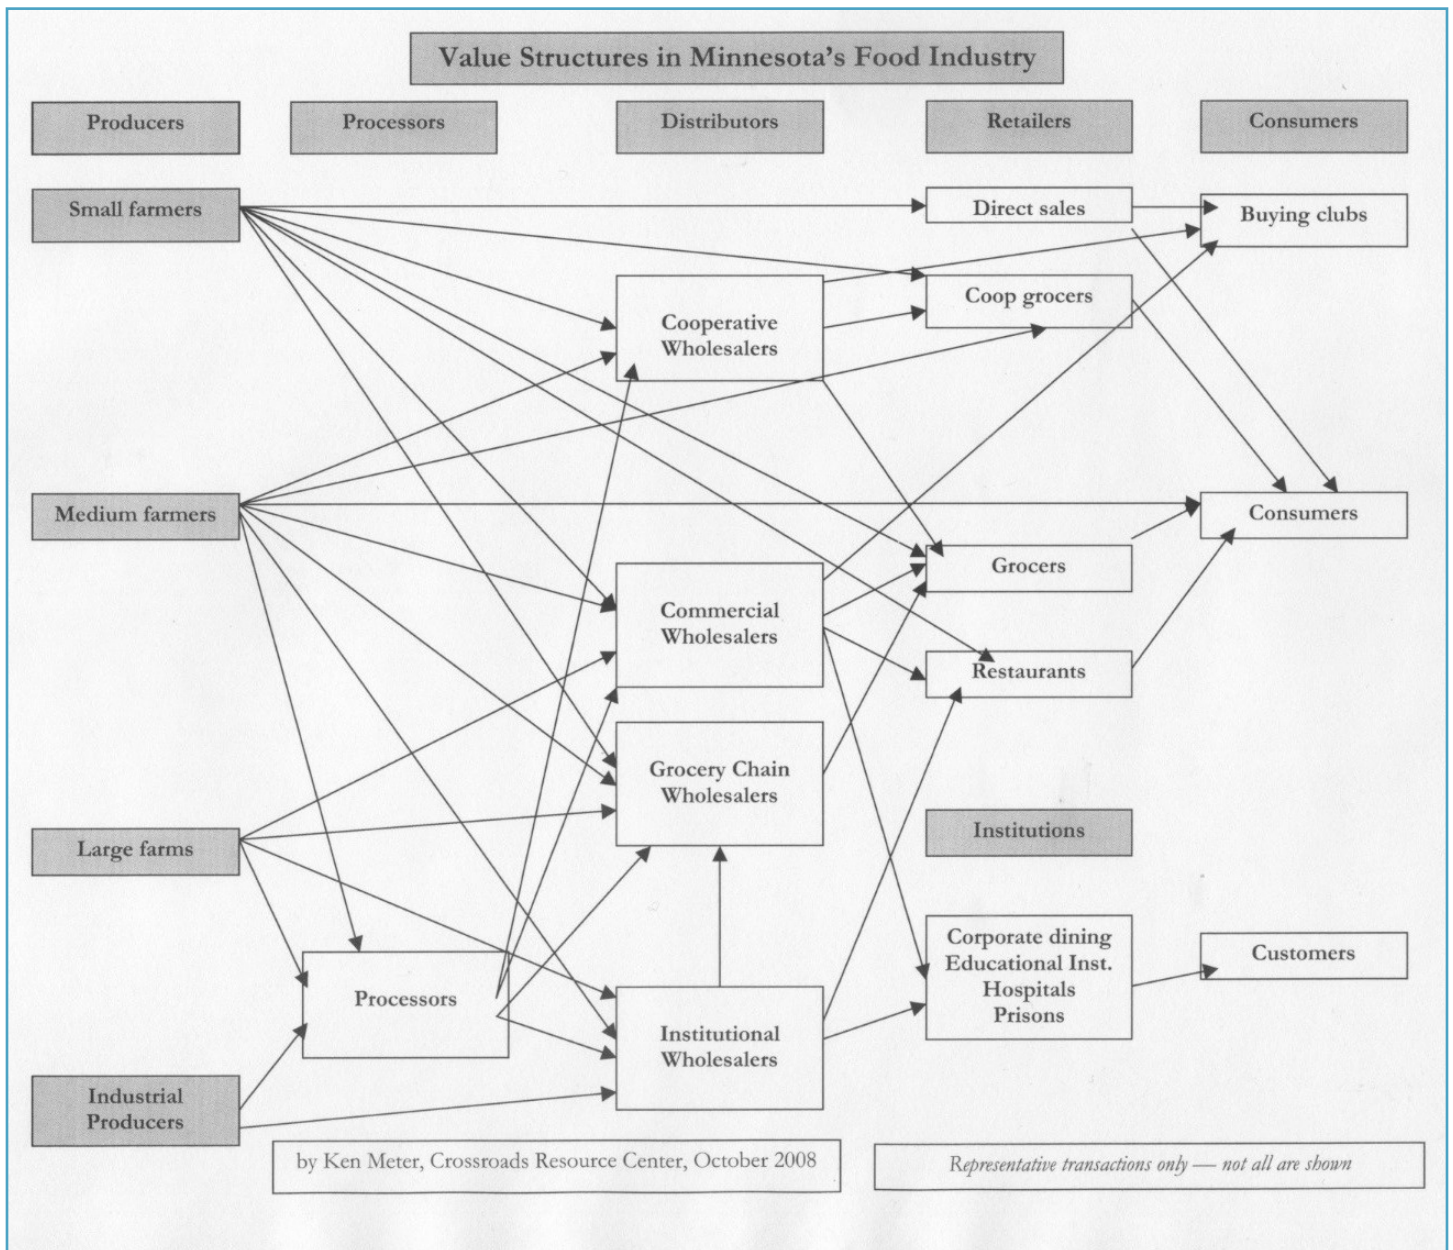 Value Structures in Minnesota's Food Industry
Producers
Processors
Distributors
Retailers
Consumers
Small farmers
Direct sales
Buying clubs
Coop grocers
Cooperative
Wholesalers
Medium farmers
Consumers
Grocers
Commercial
Wholesalers
Restaurants
Grocery Chain
Wholesalers
Large farms
Institutions
Corporate dining
Educational Inst.
Hospitals
Prisons
Customers
Processors
Institutional
Wholesalers
Industrial
Producers
by Ken Meter, Crossroads Resource Center, October 2008
Representative transactions only — not all are shown